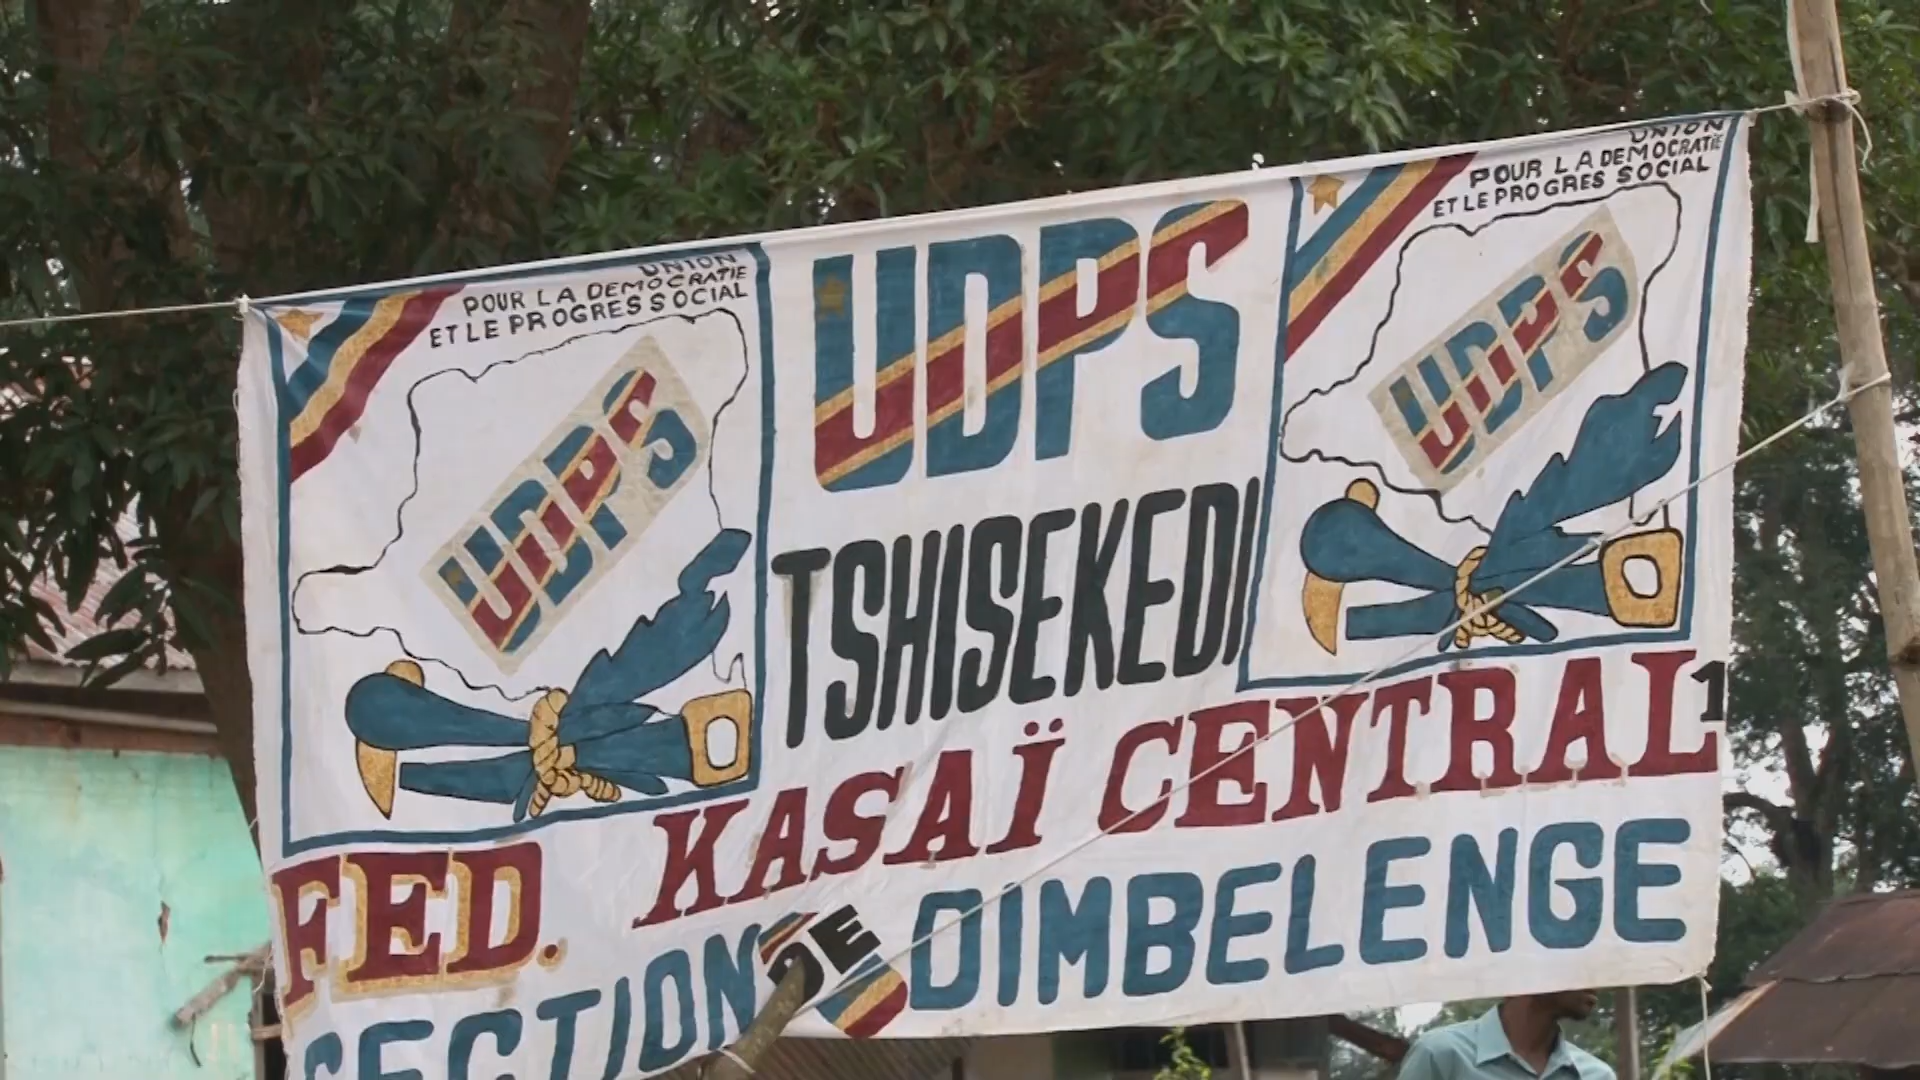 UNION
POUR LA DEMOCRATIE
ET LE PROGRES SOCIAL
UDPS
UDPS
TSHISEKEDI
UNION
POUR LA DEMOCRATIE
ET LE PROGRES SOCIAL
UDPS
FED. KASAÏ CENTRAL 1
SECTION DE DIMBELENGE